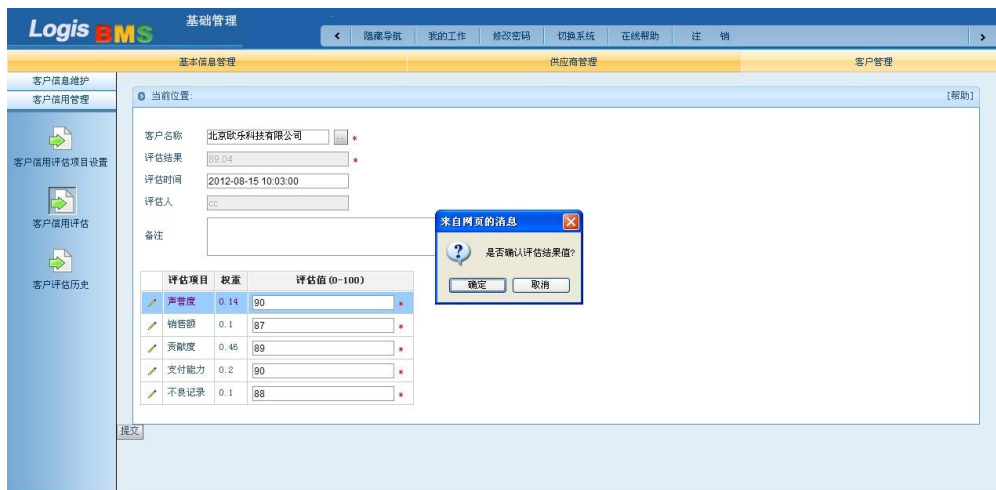 Logis BMS
基础管理
隐藏导航 我的工作 修改密码 切换系统 在线帮助 注 销
基本信息管理 供应商管理 客户管理
客户信息维护
客户信用管理
当前位置: [帮助]
客户信用评估项目设置
客户信用评估
客户评估历史
客户名称 北京欧乐科技有限公司 ... *
评估结果 89.04 *
评估时间 2012-08-15 10:03:00
评估人 cc
备注
来自网页的消息
是否确认评估结果值?
确定 取消
评估项目 权重 评估值(0-100)
声誉度 0.14 90 *
销售额 0.1 87 *
贡献度 0.46 89 *
支付能力 0.2 90 *
不良记录 0.1 88 *
提交